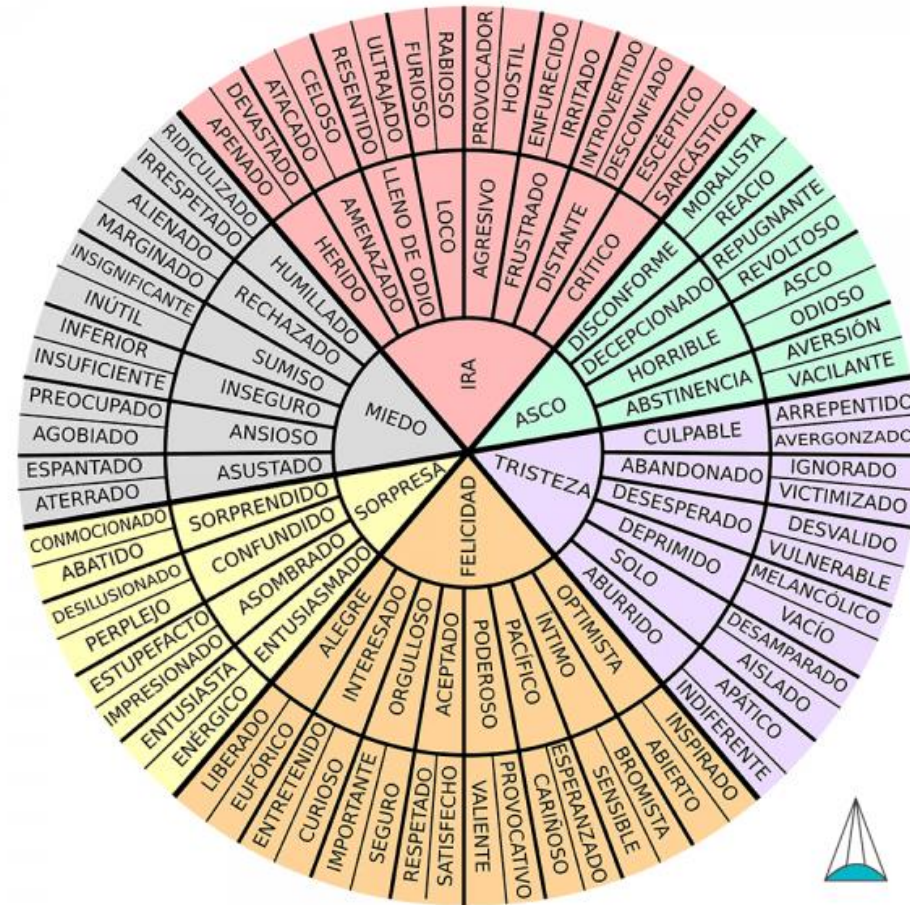 IRA
HERIDO
AMENAZADO
LLENO DE ODIO
LOCO
AGRESIVO
FRUSTRADO
DISTANTE
CRÍTICO
APENADO
DEVASTADO
ATACADO
CELOSO
RESENTIDO
ULTRAJADO
FURIOSO
RABIOSO
PROVOCADOR
HOSTIL
ENFURECIDO
IRRITADO
INTROVERTIDO
DESCONFIADO
ESCÉPTICO
SARCÁSTICO
ASCO
DISCONFORME
DECEPCIONADO
HORRIBLE
ABSTINENCIA
MORALISTA
REACIO
REPUGNANTE
REVOLTOSO
ASCO
ODIOSO
AVERSIÓN
VACILANTE
TRISTEZA
CULPABLE
ABANDONADO
DESESPERADO
DEPRIMIDO
SOLO
ABURRIDO
ARREPENTIDO
AVERGONZADO
IGNORADO
VICTIMIZADO
DESVALIDO
VULNERABLE
MELANCÓLICO
VACÍO
DESAMPARADO
AISLADO
APÁTICO
INDIFERENTE
FELICIDAD
ALEGRE
INTERESADO
ORGULLOSO
ACEPTADO
PODEROSO
PACÍFICO
ÍNTIMO
OPTIMISTA
LIBERADO
EUFÓRICO
ENTRETENIDO
CURIOSO
IMPORTANTE
SEGURO
RESPETADO
SATISFECHO
VALIENTE
PROVOCATIVO
CARIÑOSO
ESPERANZADO
SENSIBLE
BROMISTA
ABIERTO
INSPIRADO
SORPRESA
SORPRENDIDO
CONFUNDIDO
ASOMBRADO
ENTUSIASMADO
CONMOCIONADO
ABATIDO
DESILUSIONADO
PERPLEJO
ESTUPEFACTO
IMPRESIONADO
ENTUSIASTA
ENÉRGICO
MIEDO
HUMILLADO
RECHAZADO
SUMISO
INSEGURO
ANSIOSO
ASUSTADO
RIDICULIZADO
IRRESPETADO
ALIENADO
MARGINADO
INSIGNIFICANTE
INÚTIL
INFERIOR
INSUFICIENTE
PREOCUPADO
AGOBIADO
ESPANTADO
ATERRADO